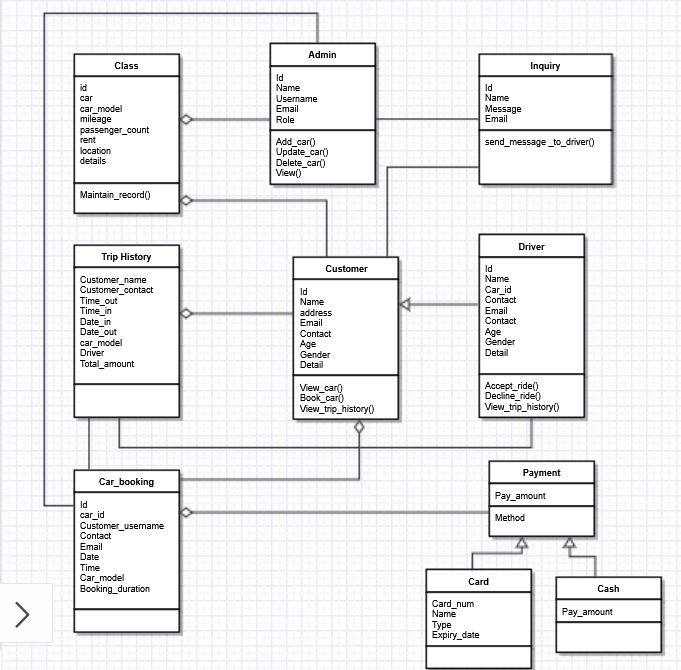 Class
id
car
car_model
mileage
passenger_count
rent
location
details
Maintain_record()
Admin
Id
Name
Username
Email
Role
Add_car()
Update_car()
Delete_car()
View()
Inquiry
Id
Name
Message
Email
send_message _to_driver()
Trip History
Customer_name
Customer_contact
Time_out
Time_in
Date_in
Date_out
car_model
Driver
Total_amount
Customer
Id
Name
address
Email
Contact
Age
Gender
Detail
View_car()
Book_car()
View_trip_history()
Driver
Id
Name
Car_id
Contact
Email
Contact
Age
Gender
Detail
Accept_ride()
Decline_ride()
View_trip_history()
Car_booking
Id
car_id
Customer_username
Contact
Email
Date
Time
Car_model
Booking_duration
Payment
Pay_amount
Method
Card
Card_num
Name
Type
Expiry_date
Cash
Pay_amount